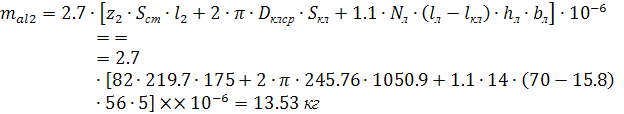 m_{al2} = 2.7 · [z_2 · S_{ст} · l_2 + 2 · π · D_{клср} · S_{кл} + 1.1 · N_л · (l_л − l_{кл}) · h_л · b_л] · 10^{−6}
= =
= 2.7
· [82 · 219.7 · 175 + 2 · π · 245.76 · 1050.9 + 1.1 · 14 · (70 − 15.8)
· 56 · 5] ×× 10^{−6} = 13.53 кг